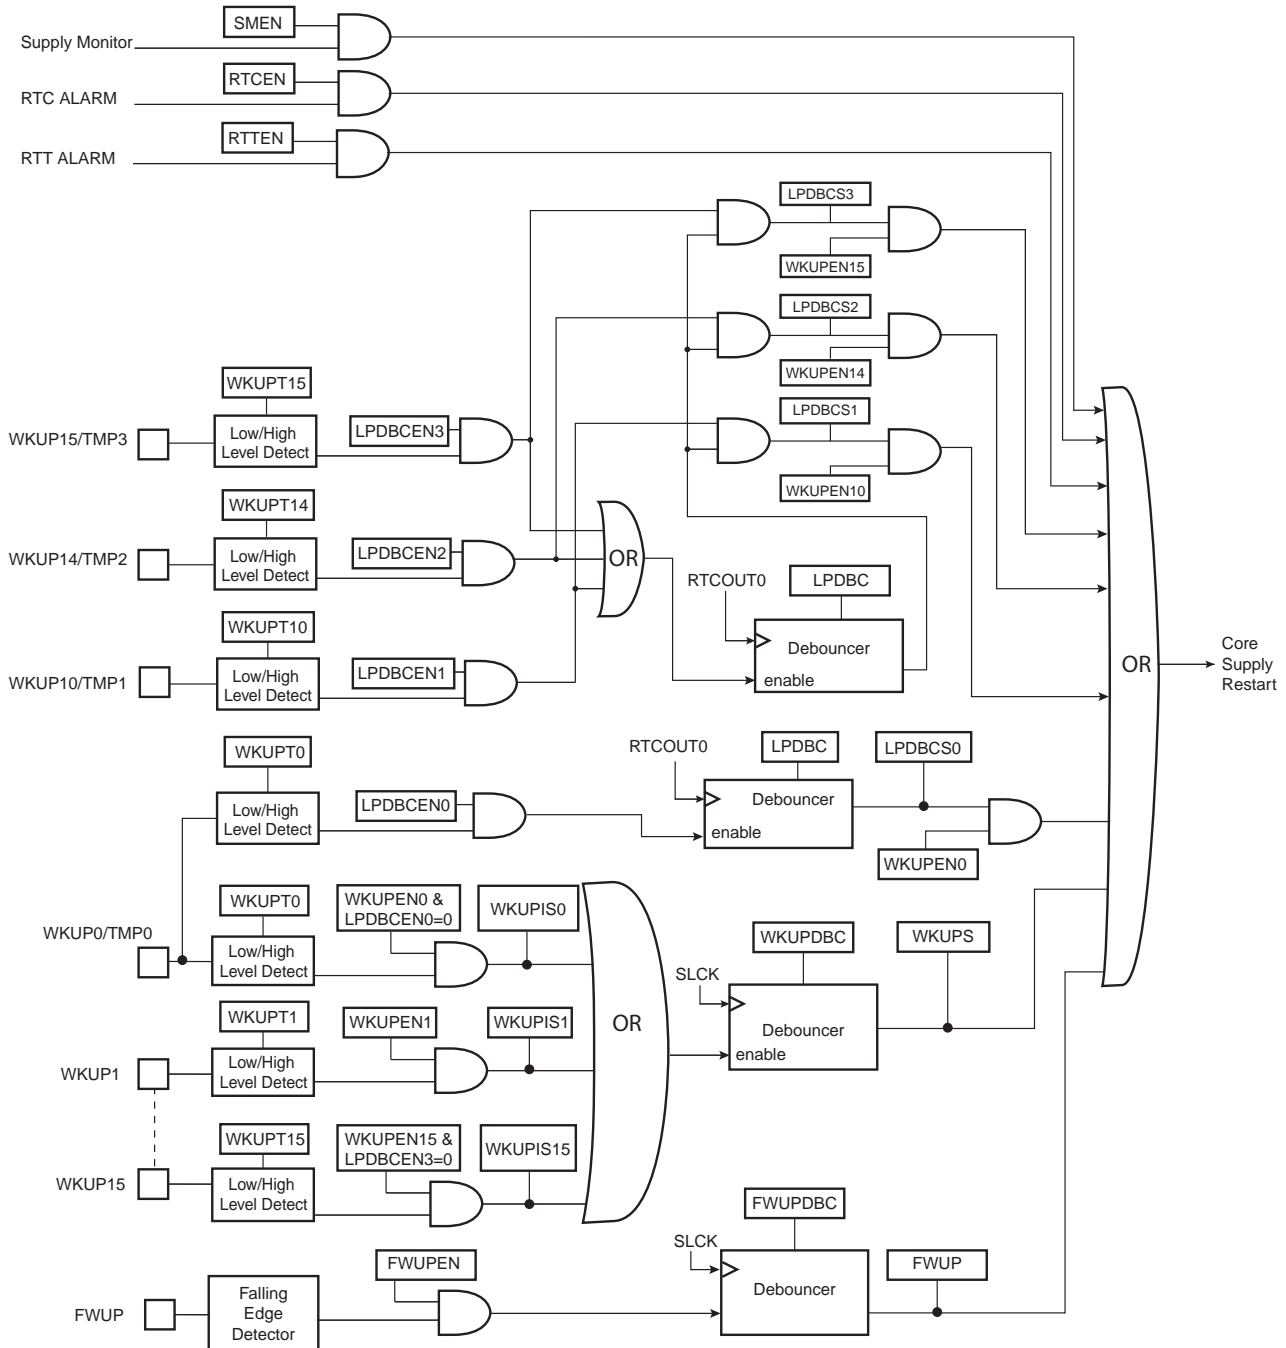 SMEN
Supply Monitor
RTCEN
RTC ALARM
RTTEN
RTT ALARM
LPDBCS3
WKUPEN15
LPDBCS2
WKUPEN14
LPDBCS1
WKUPEN10
WKUPT15
WKUP15/TMP3
Low/High
Level Detect
LPDBCEN3
WKUPT14
WKUP14/TMP2
Low/High
Level Detect
LPDBCEN2
OR
RTCOUT0
LPDBC
Debouncer
enable
WKUPT10
WKUP10/TMP1
Low/High
Level Detect
LPDBCEN1
OR
Core
Supply
Restart
WKUPT0
Low/High
Level Detect
LPDBCEN0
RTCOUT0
LPDBC
Debouncer
enable
LPDBCS0
WKUPEN0
WKUP0/TMP0
WKUPT0
Low/High
Level Detect
WKUPEN0 &
LPDBCEN0=0
WKUPIS0
WKUPT1
WKUP1
Low/High
Level Detect
WKUPEN1
WKUPIS1
OR
SLCK
WKUPDBC
Debouncer
enable
WKUPS
WKUPT15
WKUP15
Low/High
Level Detect
WKUPEN15 &
LPDBCEN3=0
WKUPIS15
FWUP
Falling
Edge
Detector
FWUPEN
SLCK
FWUPDBC
Debouncer
FWUP